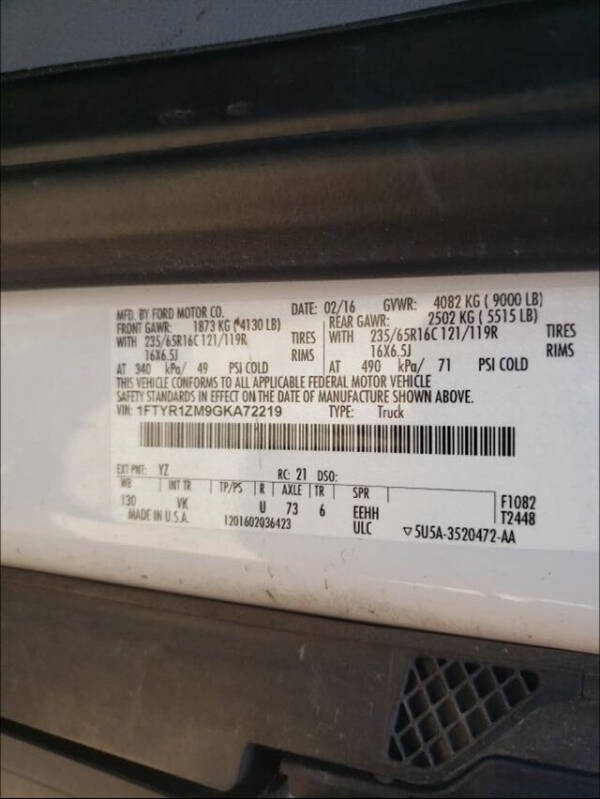 MFD. BY FORD MOTOR CO. DATE: 02/16 GVWR: 4082 KG ( 9000 LB)
FRONT GAWR: 1873 KG (4130 LB) REAR GAWR: 2502 KG ( 5515 LB)
WITH 235/65R16C 121/119R TIRES WITH 235/65R16C 121/119R TIRES
16X6.5J RIMS 16X6.5J RIMS
AT 340 kPa/ 49 PSI COLD AT 490 kPa/ 71 PSI COLD
THIS VEHICLE CONFORMS TO ALL APPLICABLE FEDERAL MOTOR VEHICLE
SAFETY STANDARDS IN EFFECT ON THE DATE OF MANUFACTURE SHOWN ABOVE.
VIN: 1FTYR1ZM9GKA72219 TYPE: Truck
EXT PNT: YZ RC: 21 DSO:
WB INT TR TP/PS R AXLE TR SPR F1082
130 VK U 73 6 EEHH T2448
MADE IN U.S.A. 1201602036423 ULC ▽5U5A-3520472-AA